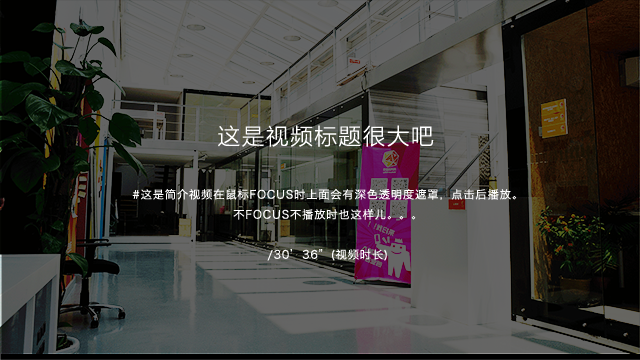 这是视频标题很大吧
#这是简介视频在鼠标FOCUS时上面会有深色透明度遮罩，点击后播放。
不FOCUS不播放时也这样儿。。。
/30′36″(视频时长)